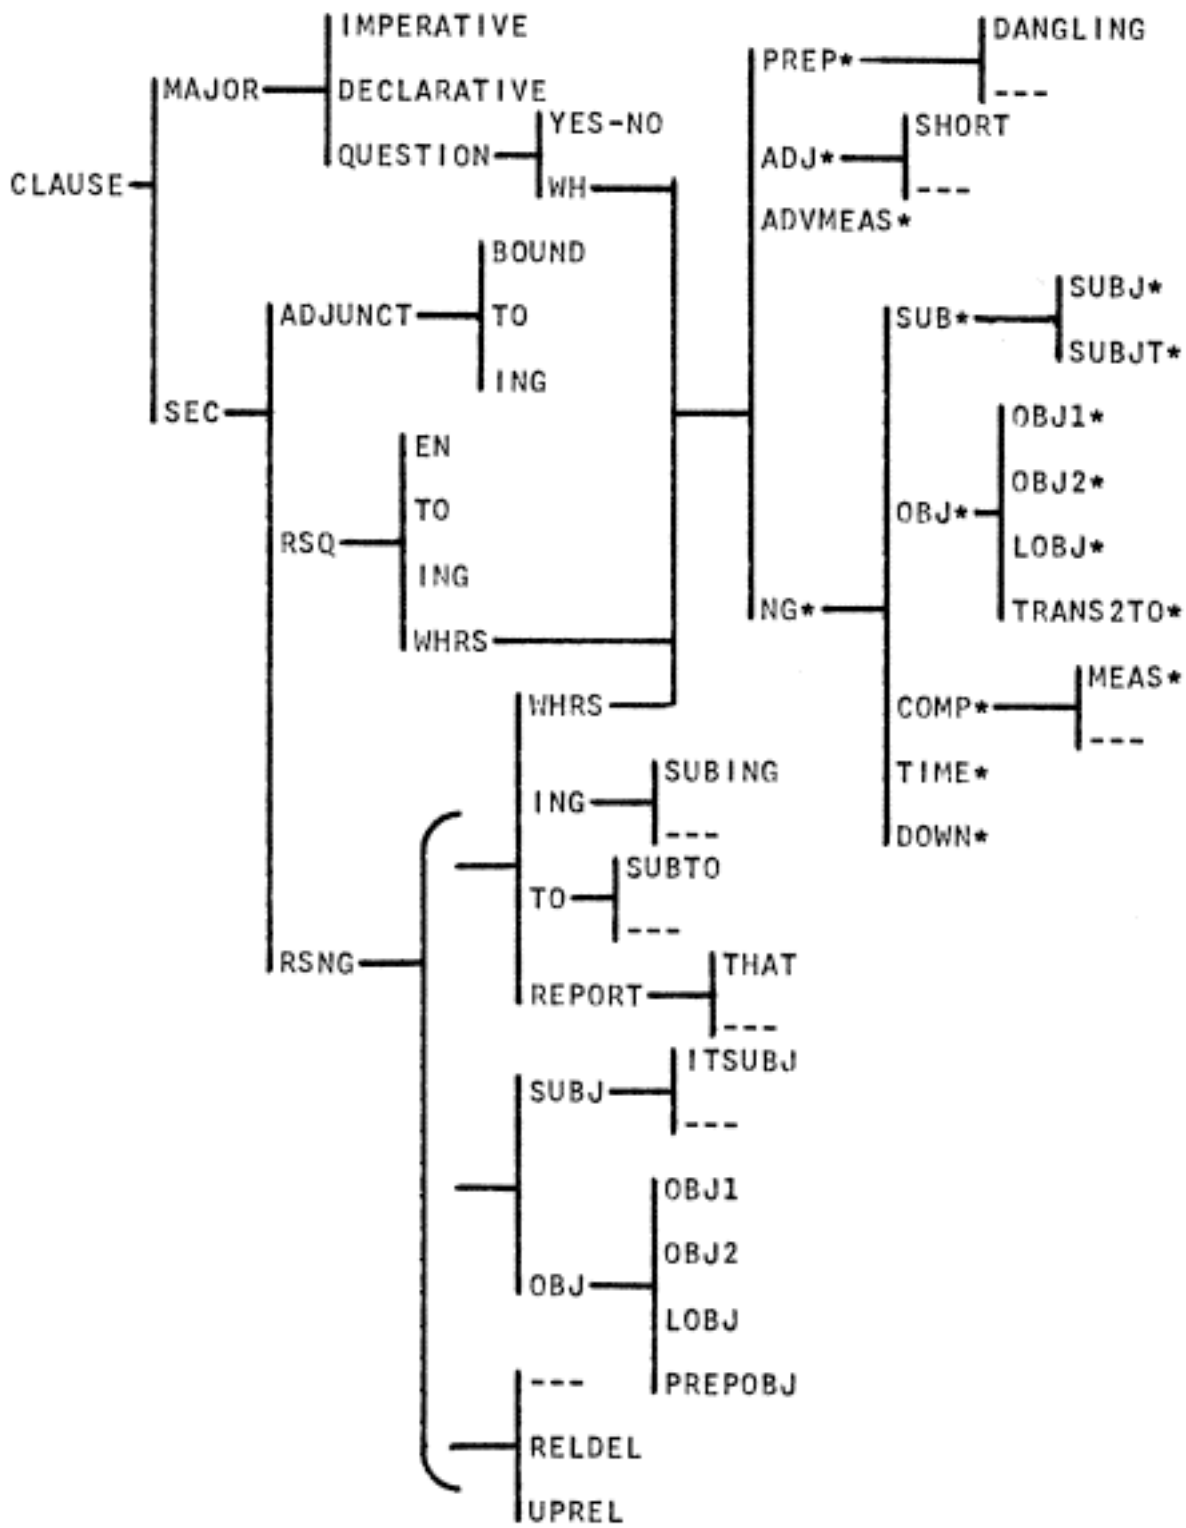 IMPERATIVE
DANGLING
PREP*
MAJOR
DECLARATIVE
---
YES-NO
SHORT
QUESTION
ADJ*
CLAUSE
WH
---
ADVMEAS*
BOUND
SUBJ*
ADJUNCT
TO
SUB*
SUBJT*
ING
SEC
OBJ1*
EN
OBJ2*
TO
OBJ*
RSQ
LOBJ*
ING
NG*
TRANS2TO*
WHRS
MEAS*
WHRS
COMP*
---
ING
SUBING
TIME*
---
DOWN*
SUBTO
TO
---
RSNG
THAT
REPORT
---
ITSUBJ
SUBJ
---
OBJ1
OBJ2
OBJ
LOBJ
---
PREPOBJ
RELDEL
UPREL